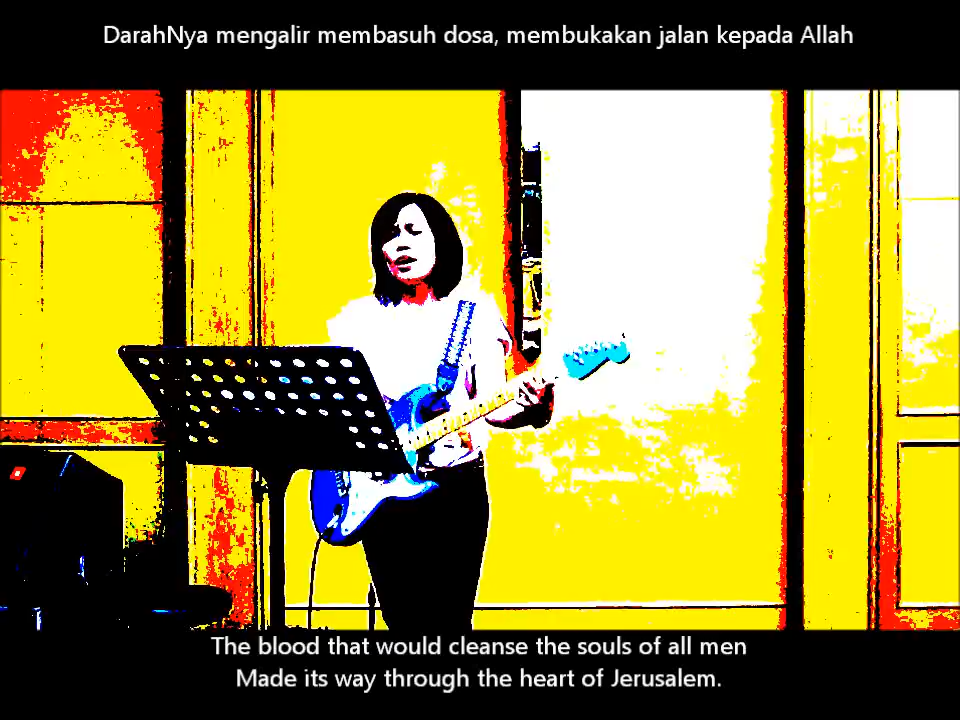 DarahNya mengalir membasuh dosa, membukakan jalan kepada Allah
The blood that would cleanse the souls of all men
Made its way through the heart of Jerusalem.